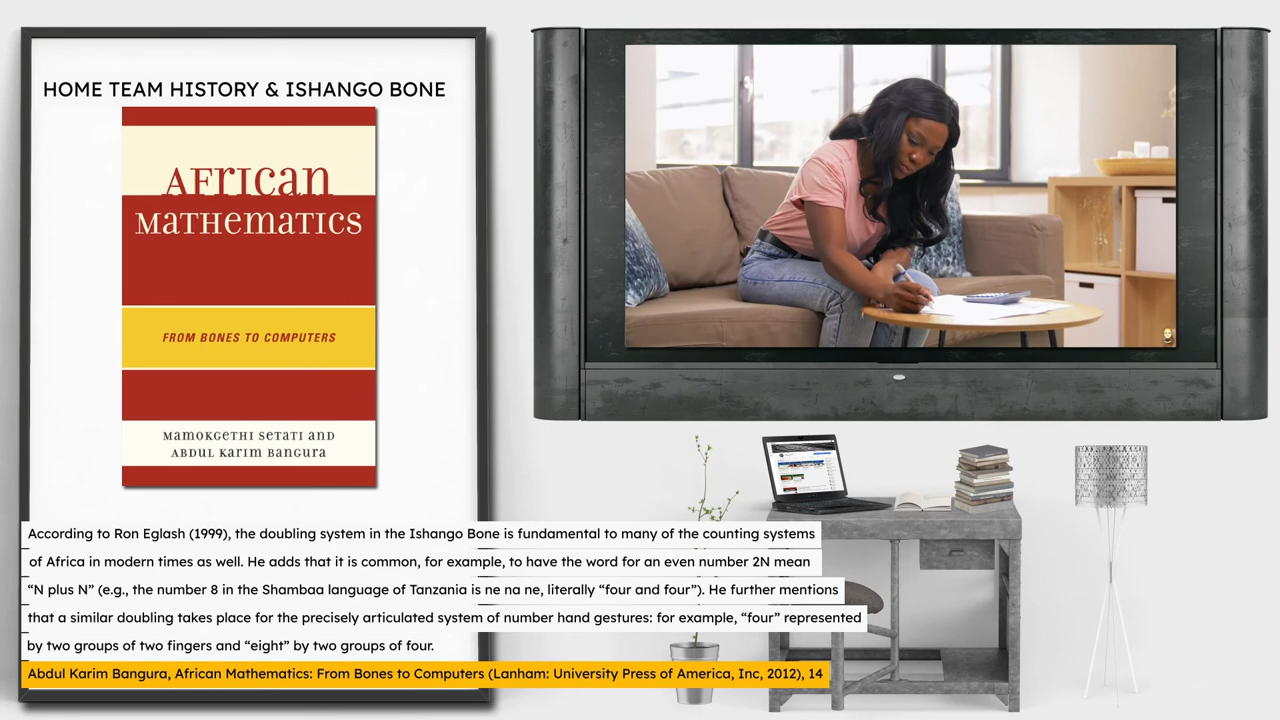 HOME TEAM HISTORY & ISHANGO BONE
AFRICAN
MATHEMATICS
FROM BONES TO COMPUTERS
MAMOKGETHI SETATI AND
ABDUL KARIM BANGURA
According to Ron Eglash (1999), the doubling system in the Ishango Bone is fundamental to many of the counting systems
of Africa in modern times as well. He adds that it is common, for example, to have the word for an even number 2N mean
“N plus N” (e.g., the number 8 in the Shambaa language of Tanzania is ne na ne, literally “four and four”). He further mentions
that a similar doubling takes place for the precisely articulated system of number hand gestures: for example, “four” represented
by two groups of two fingers and “eight” by two groups of four.
Abdul Karim Bangura, African Mathematics: From Bones to Computers (Lanham: University Press of America, Inc, 2012), 14